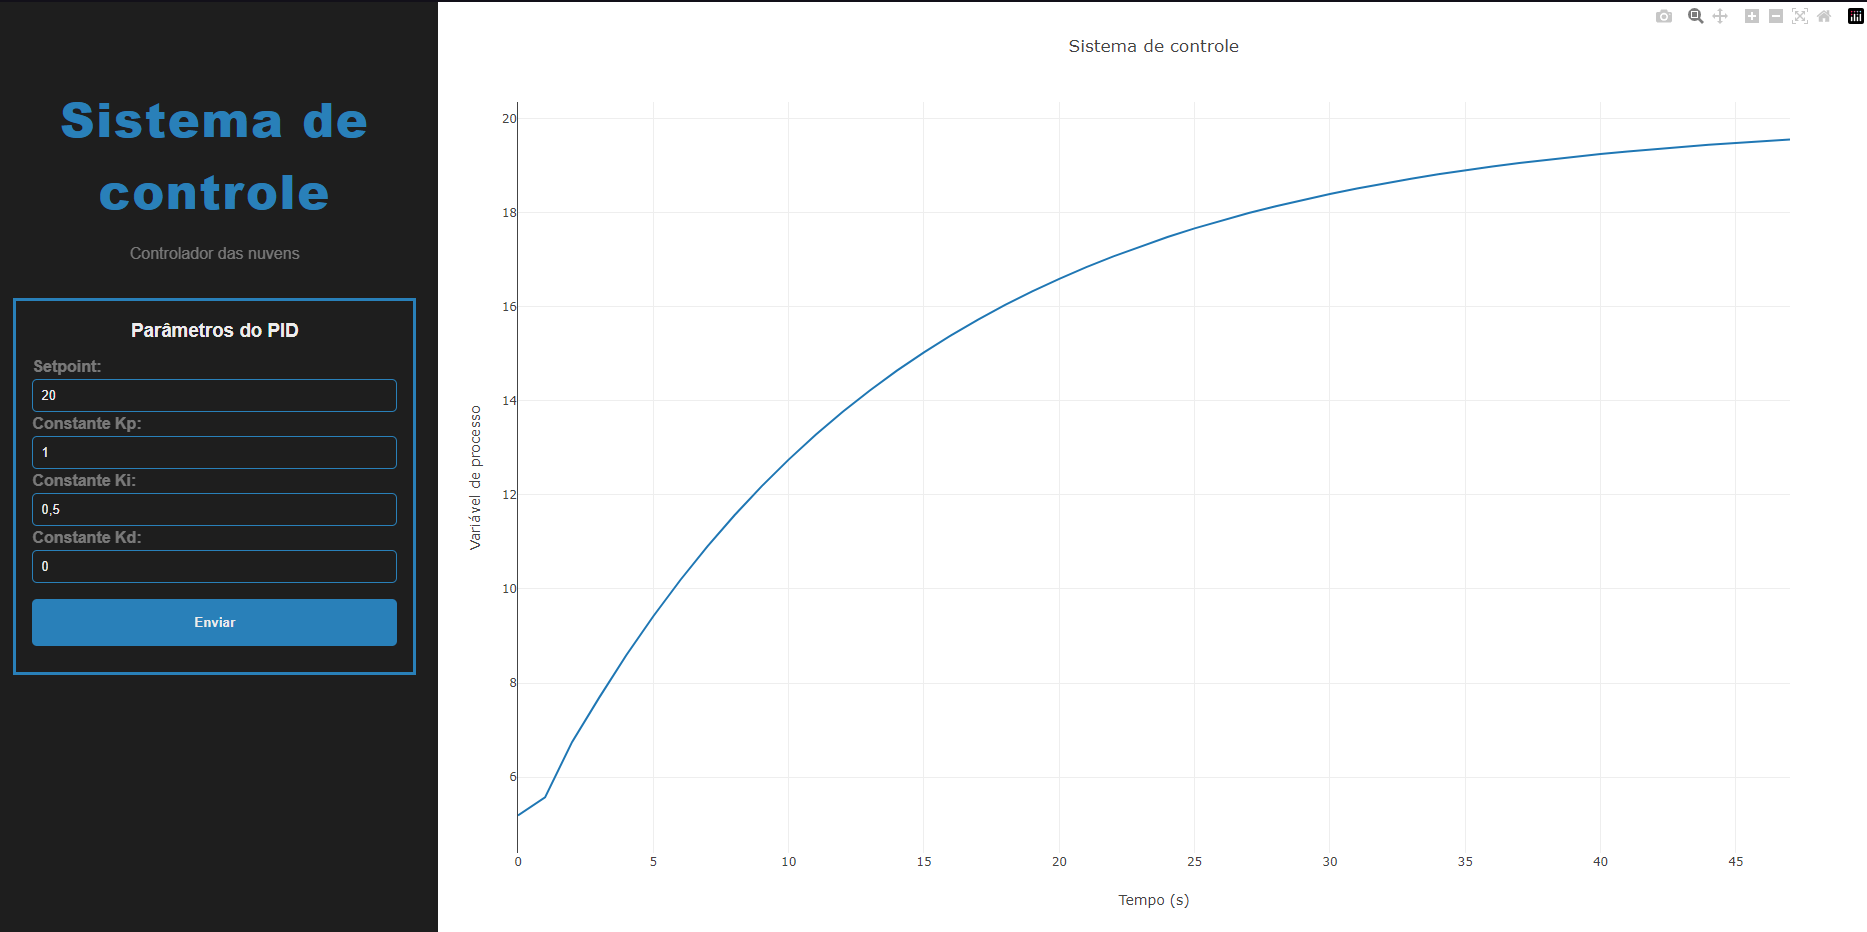 Sistema de
controle
Controlador das nuvens
Parâmetros do PID
Setpoint:
20
Constante Kp:
1
Constante Ki:
0,5
Constante Kd:
0
Enviar
Sistema de controle
Variável de processo
20
18
16
14
12
10
8
6
0 5 10 15 20 25 30 35 40 45
Tempo (s)